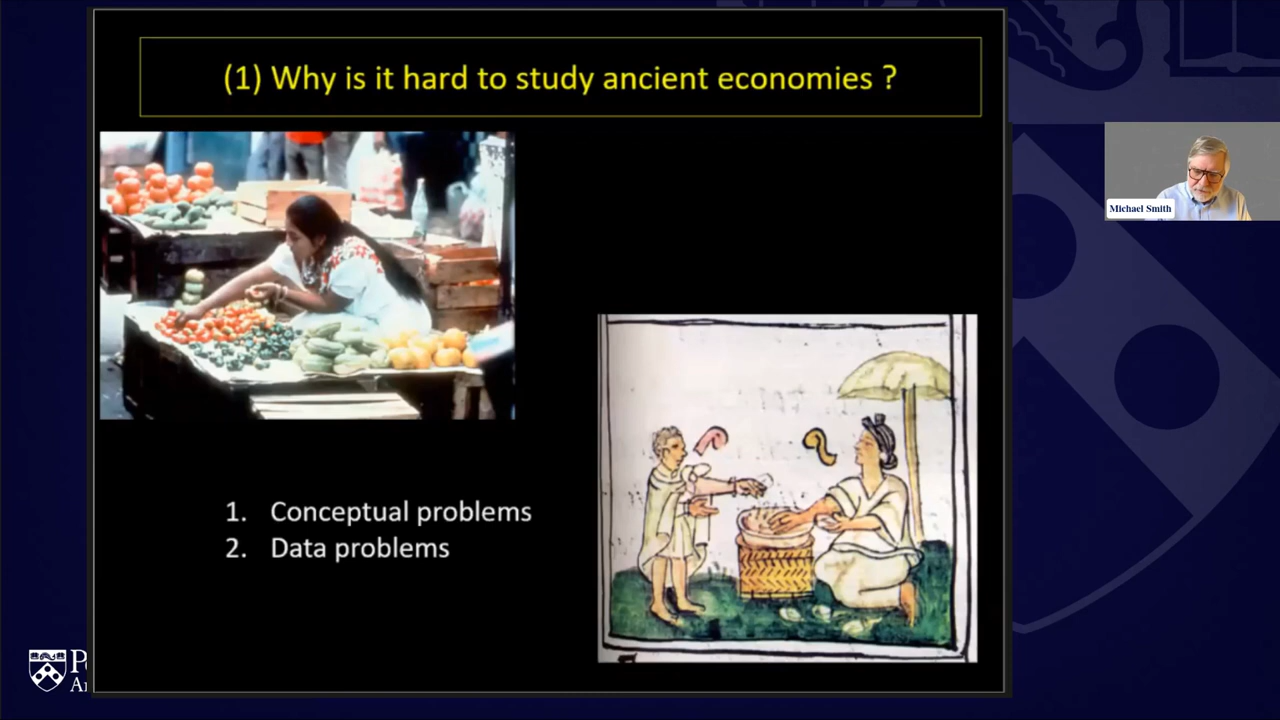 (1) Why is it hard to study ancient economies ?
Michael Smith
1. Conceptual problems
2. Data problems